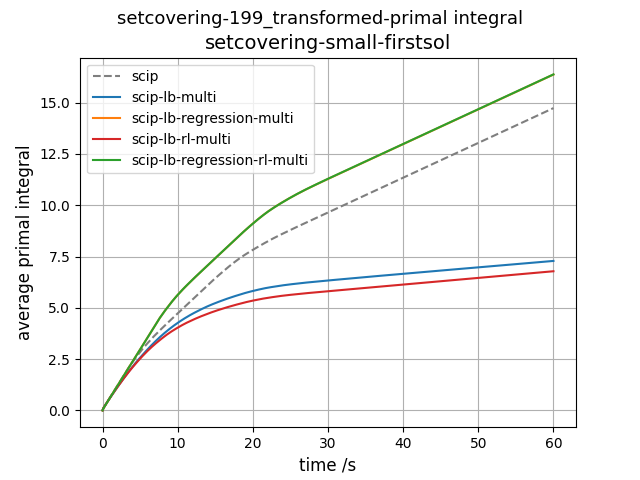 setcovering-199_transformed-primal integral
setcovering-small-firstsol
scip
scip-lb-multi
scip-lb-regression-multi
scip-lb-rl-multi
scip-lb-regression-rl-multi
average primal integral
15.0
12.5
10.0
7.5
5.0
2.5
0.0
0 10 20 30 40 50 60
time /s